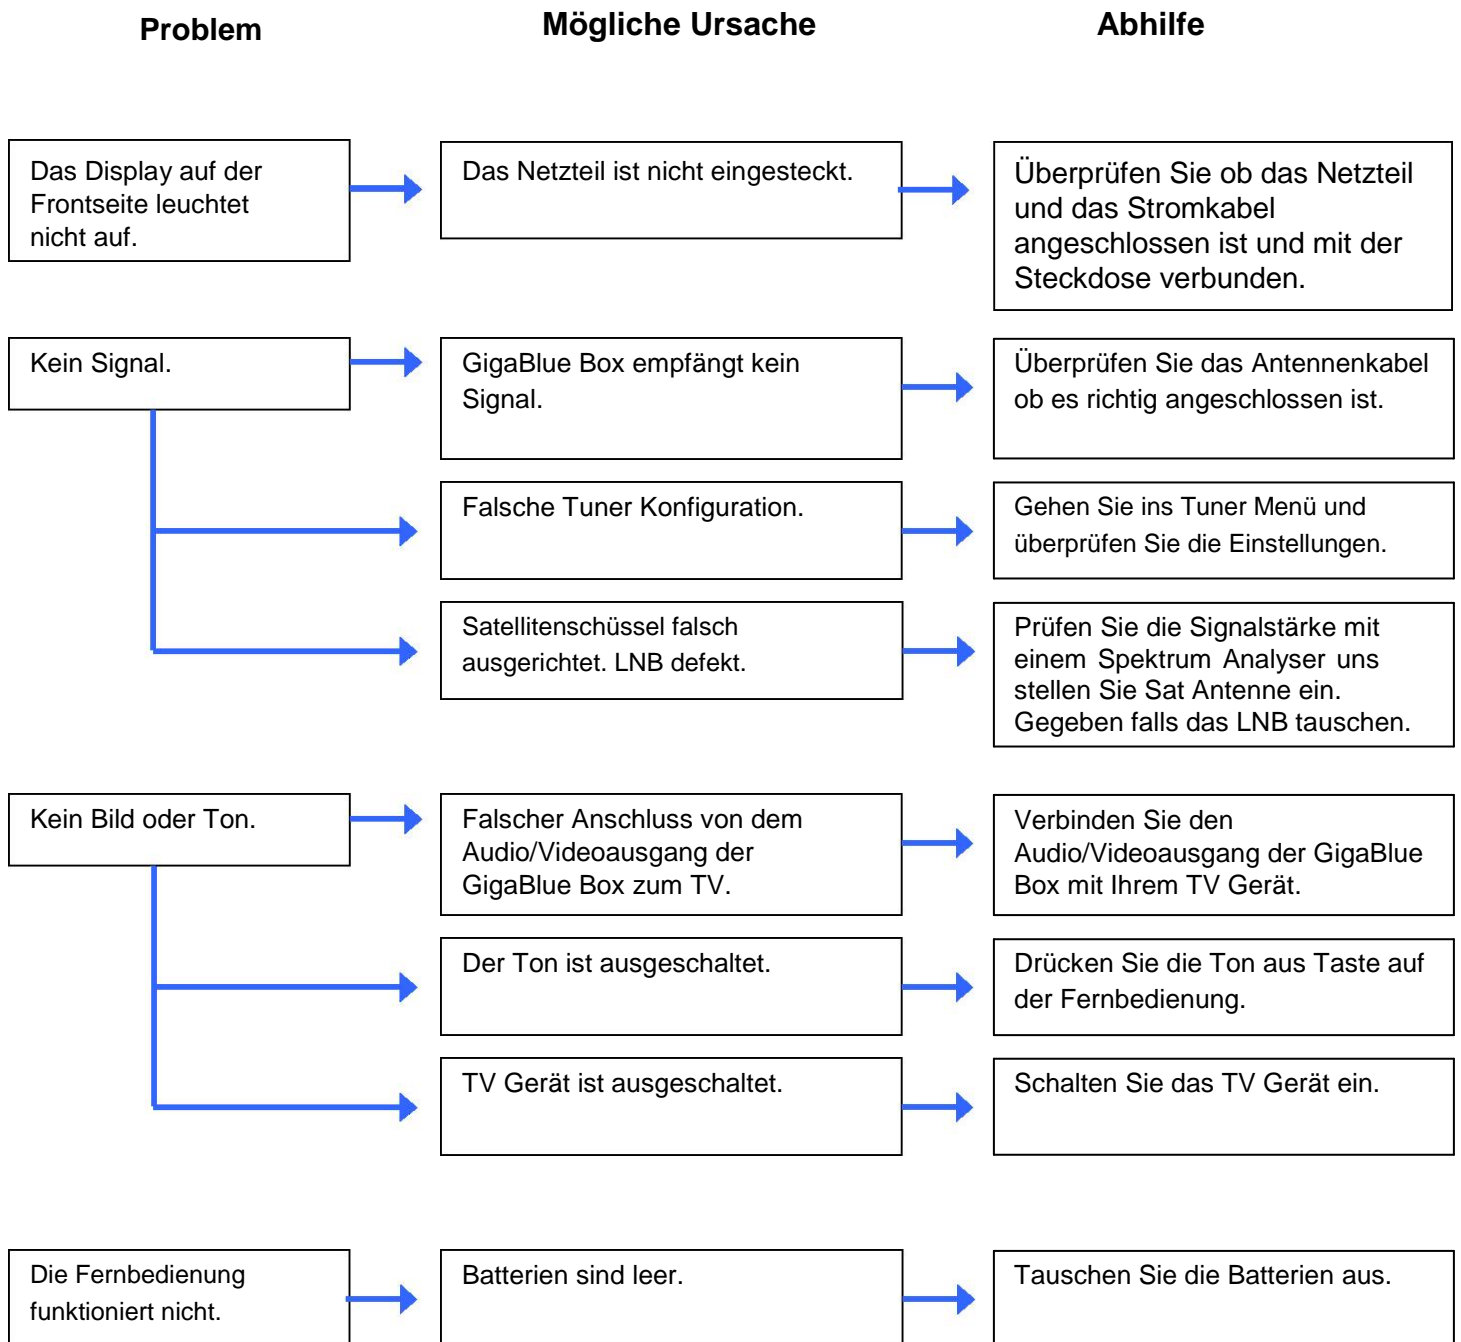 Problem
Mögliche Ursache
Abhilfe
Das Display auf der
Frontseite leuchtet
nicht auf.
Das Netzteil ist nicht eingesteckt.
Überprüfen Sie ob das Netzteil
und das Stromkabel
angeschlossen ist und mit der
Steckdose verbunden.
Kein Signal.
GigaBlue Box empfängt kein
Signal.
Überprüfen Sie das Antennenkabel
ob es richtig angeschlossen ist.
Falsche Tuner Konfiguration.
Gehen Sie ins Tuner Menü und
überprüfen Sie die Einstellungen.
Satellitenschüssel falsch
ausgerichtet. LNB defekt.
Prüfen Sie die Signalstärke mit
einem Spektrum Analyser uns
stellen Sie Sat Antenne ein.
Gegeben falls das LNB tauschen.
Kein Bild oder Ton.
Falscher Anschluss von dem
Audio/Videoausgang der
GigaBlue Box zum TV.
Verbinden Sie den
Audio/Videoausgang der GigaBlue
Box mit Ihrem TV Gerät.
Der Ton ist ausgeschaltet.
Drücken Sie die Ton aus Taste auf
der Fernbedienung.
TV Gerät ist ausgeschaltet.
Schalten Sie das TV Gerät ein.
Die Fernbedienung
funktioniert nicht.
Batterien sind leer.
Tauschen Sie die Batterien aus.